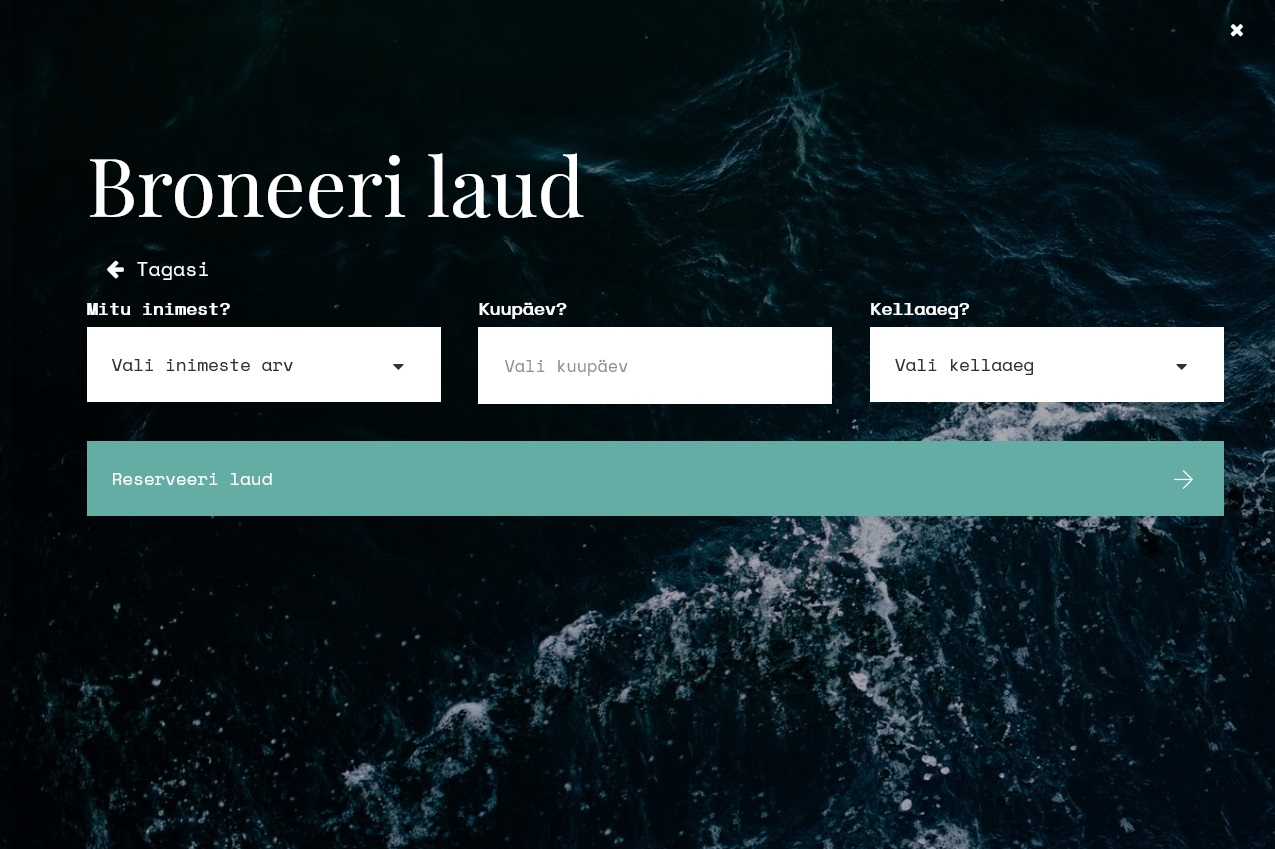 Broneeri laud
Tagasi
Mitu inimest?
Kuupäev?
Kellaaeg?
Vali inimeste arv
Vali kuupäev
Vali kellaaeg
Reserveeri laud